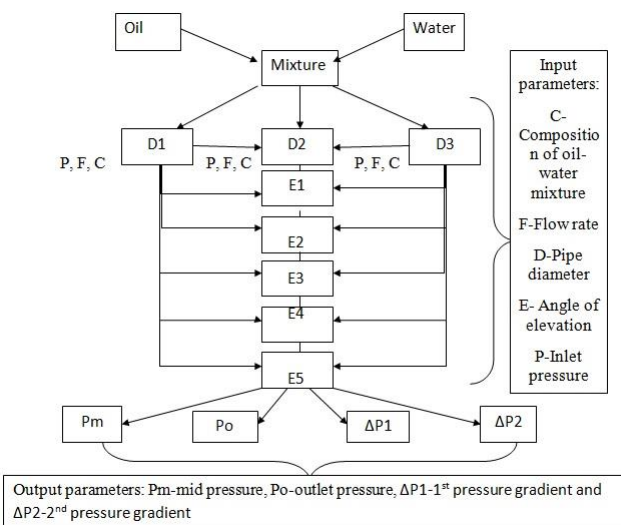 Oil
Water
Mixture
D1
D2
D3
P, F, C
P, F, C
P, F, C
E1
E2
E3
E4
E5
Pm
Po
ΔP1
ΔP2
Input
parameters:
C-
Compositio
n of oil-
water
mixture
F-Flow rate
D-Pipe
diameter
E- Angle of
elevation
P-Inlet
pressure
Output parameters: Pm-mid pressure, Po-outlet pressure, ΔP1-1st pressure gradient and
ΔP2-2nd pressure gradient